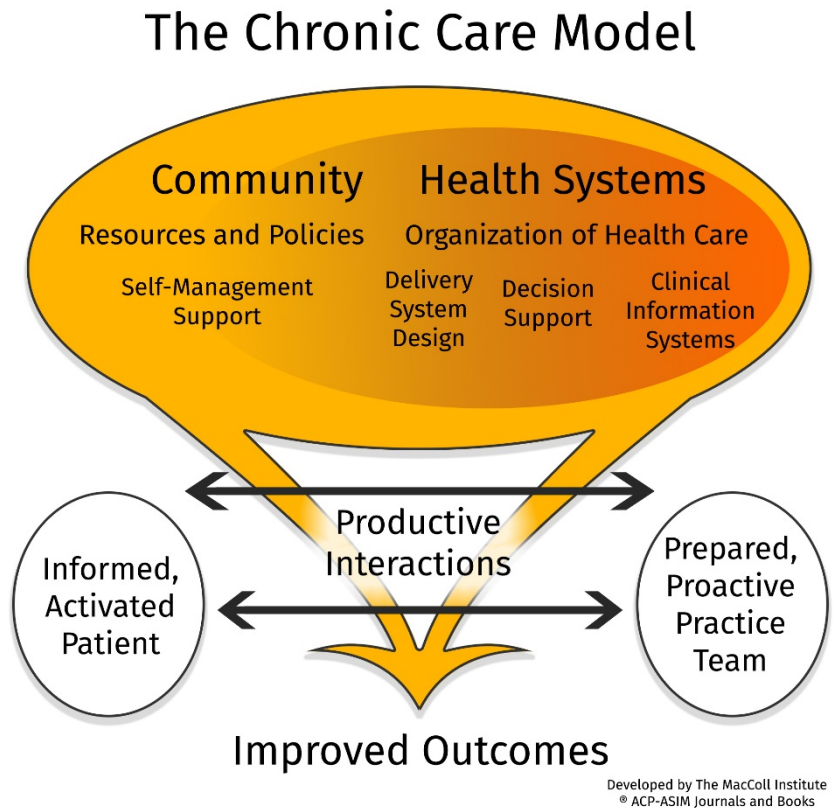 The Chronic Care Model
Community
Health Systems
Resources and Policies
Organization of Health Care
Self-Management
Support
Delivery
System
Design
Decision
Support
Clinical
Information
Systems
Informed,
Activated
Patient
Productive
Interactions
Prepared,
Proactive
Practice
Team
Improved Outcomes
Developed by The MacColl Institute
® ACP-ASIM Journals and Books